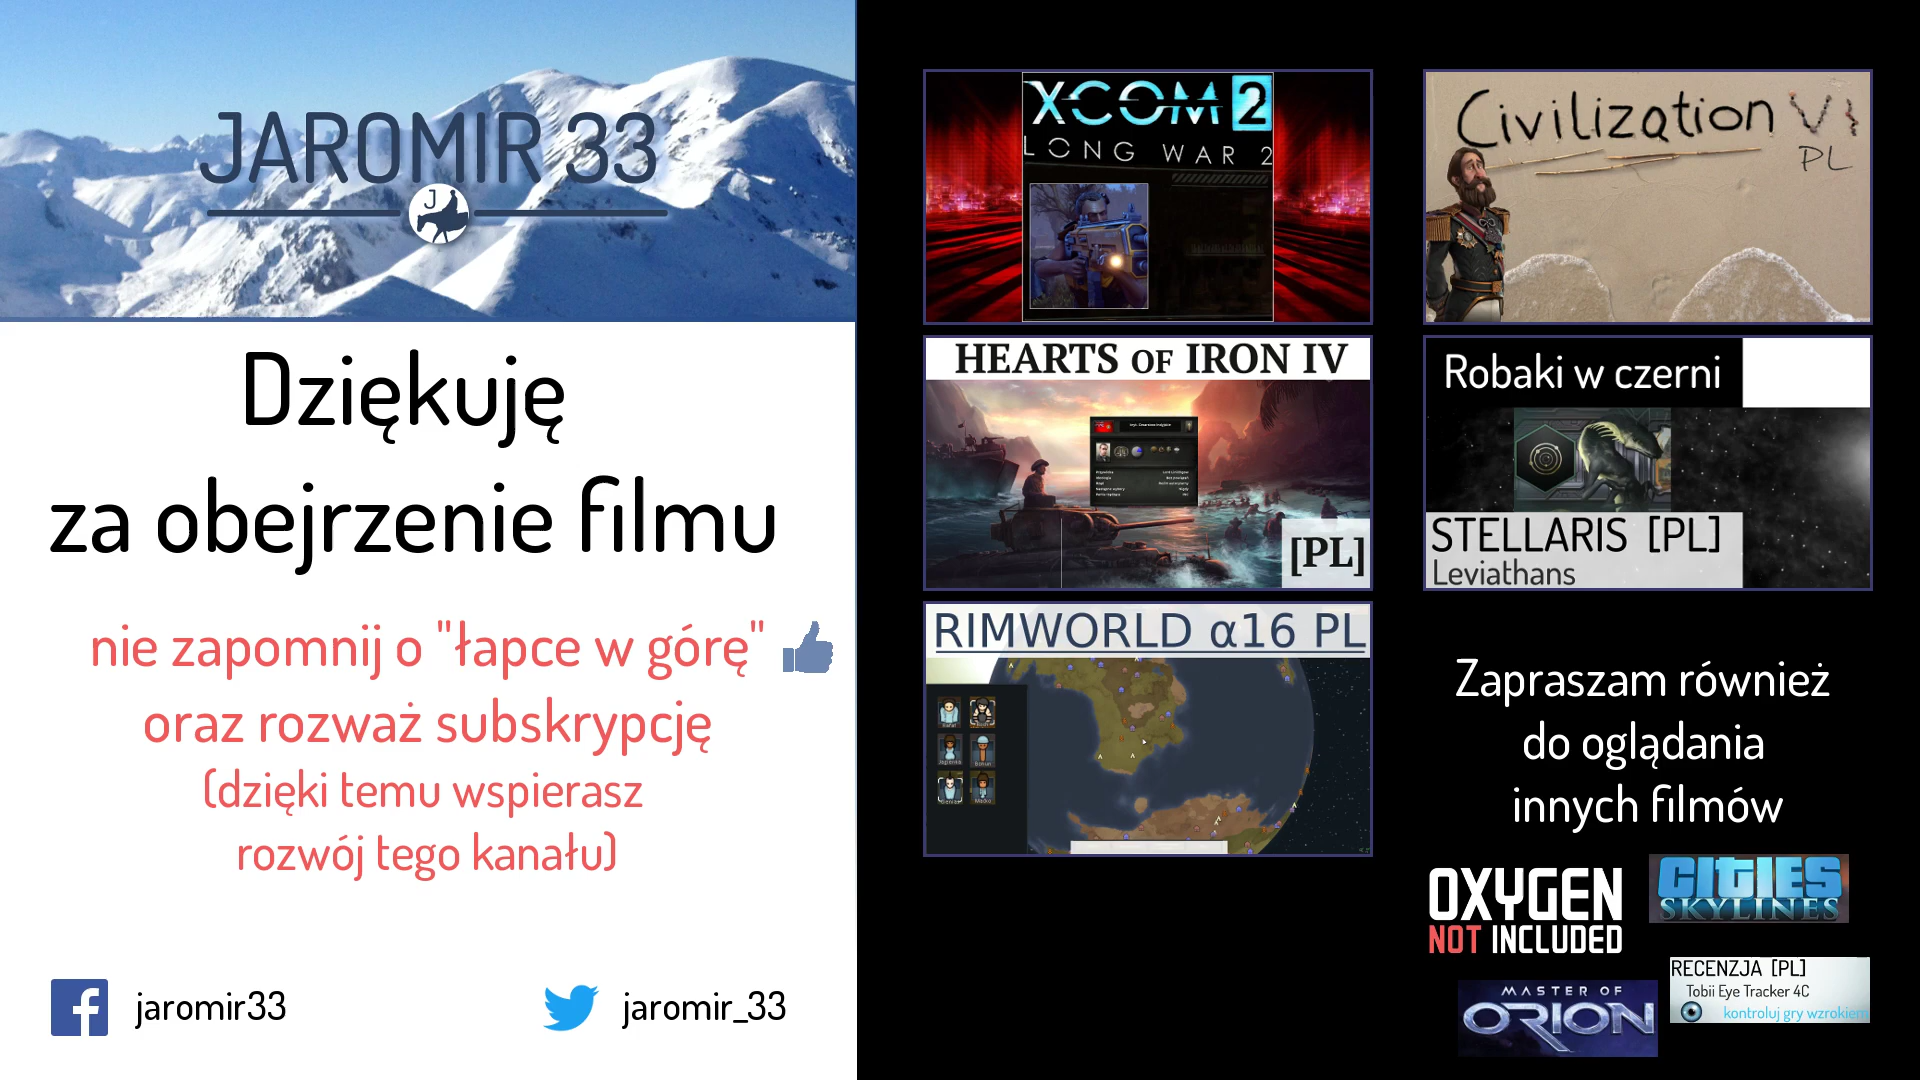 JAROMIR 33
J
Dziękuję
za obejrzenie filmu
nie zapomnij o "łapce w górę"
oraz rozważ subskrypcję
(dzięki temu wspierasz
rozwój tego kanału)
jaromir33
jaromir_33
XCOM 2
LONG WAR 2
Civilization VI
PL
HEARTS OF IRON IV
[PL]
Robaki w czerni
STELLARIS [PL]
Leviathans
RIMWORLD α16 PL
Zapraszam również
do oglądania
innych filmów
OXYGEN
NOT INCLUDED
CITIES
SKYLINES
MASTER OF
ORION
RECENZJA [PL]
Tobii Eye Tracker 4C
kontroluj gry wzrokiem